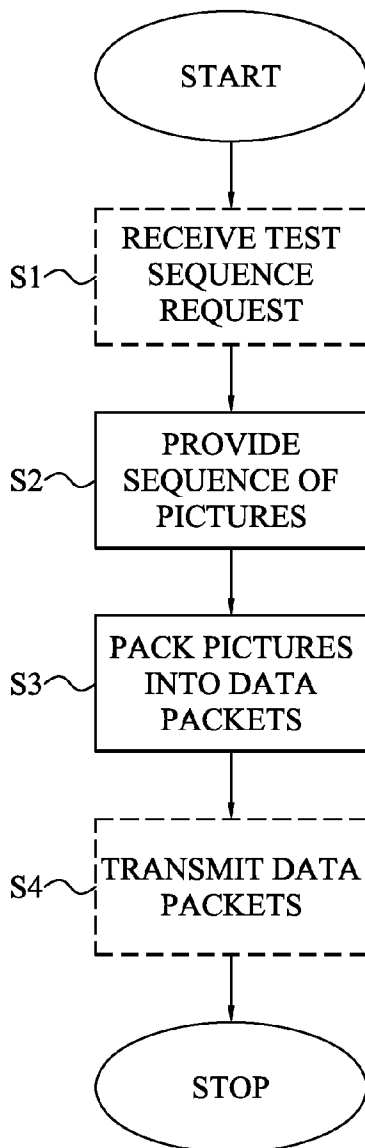 START
S1
RECEIVE TEST
SEQUENCE
REQUEST
S2
PROVIDE
SEQUENCE OF
PICTURES
S3
PACK PICTURES
INTO DATA
PACKETS
S4
TRANSMIT DATA
PACKETS
STOP